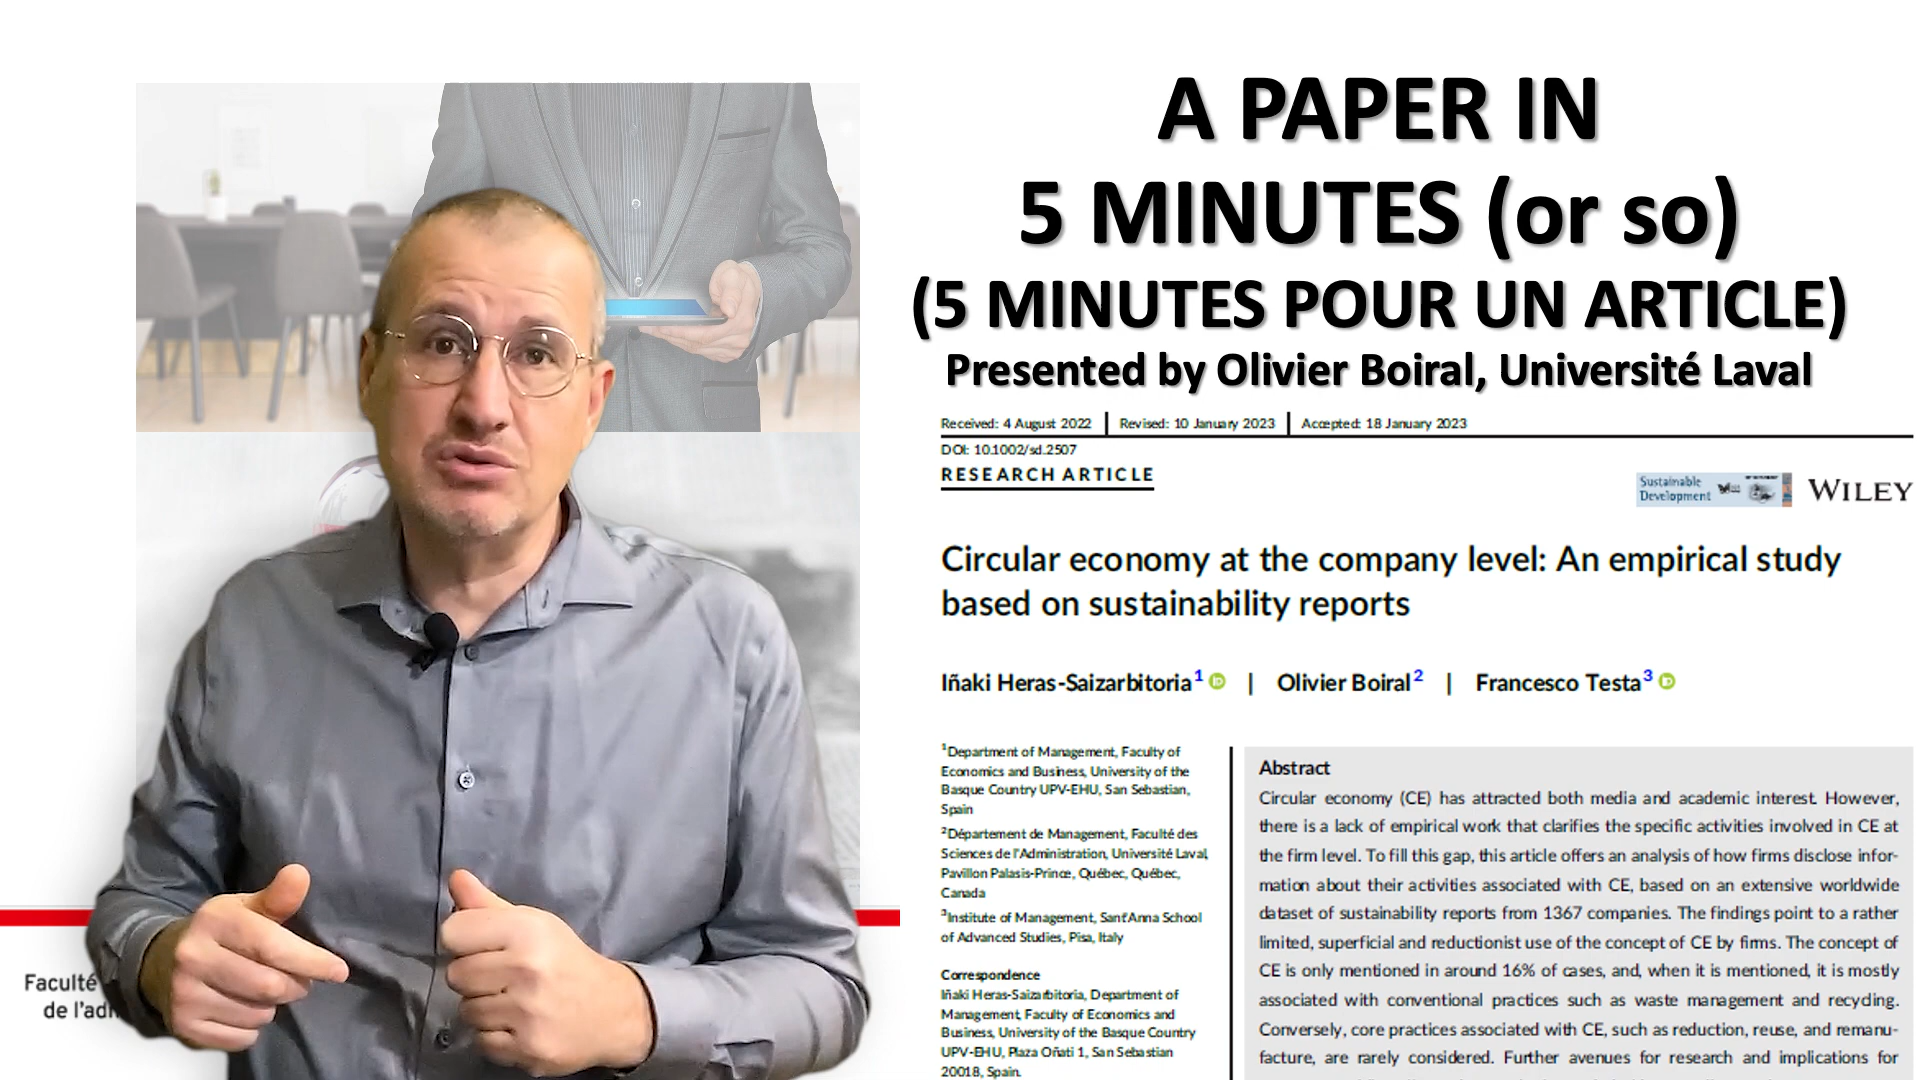 A PAPER IN
5 MINUTES (or so)
(5 MINUTES POUR UN ARTICLE)
Presented by Olivier Boiral, Université Laval
Received: 4 August 2022 | Revised: 10 January 2023 | Accepted: 18 January 2023
DOI: 10.1002/sd.2507
RESEARCH ARTICLE
Sustainable
Development
WILEY
Circular economy at the company level: An empirical study
based on sustainability reports
Iñaki Heras-Saizarbitoria1 | Olivier Boiral2 | Francesco Testa3
1Department of Management, Faculty of
Economics and Business, University of the
Basque Country UPV-EHU, San Sebastian,
Spain
2Département de Management, Faculté des
Sciences de l'Administration, Université Laval,
Pavillon Palasis-Prince, Québec, Québec,
Canada
3Institute of Management, Sant'Anna School
of Advanced Studies, Pisa, Italy
Correspondence
Iñaki Heras-Saizarbitoria, Department of
Management, Faculty of Economics and
Business, University of the Basque Country
UPV-EHU, Plaza Oñati 1, San Sebastian
20018, Spain.
Abstract
Circular economy (CE) has attracted both media and academic interest. However,
there is a lack of empirical work that clarifies the specific activities involved in CE at
the firm level. To fill this gap, this article offers an analysis of how firms disclose infor-
mation about their activities associated with CE, based on an extensive worldwide
dataset of sustainability reports from 1367 companies. The findings point to a rather
limited, superficial and reductionist use of the concept of CE by firms. The concept of
CE is only mentioned in around 16% of cases, and, when it is mentioned, it is mostly
associated with conventional practices such as waste management and recycling.
Conversely, core practices associated with CE, such as reduction, reuse, and remanu-
facture, are rarely considered. Further avenues for research and implications for
Faculté
de l'adm